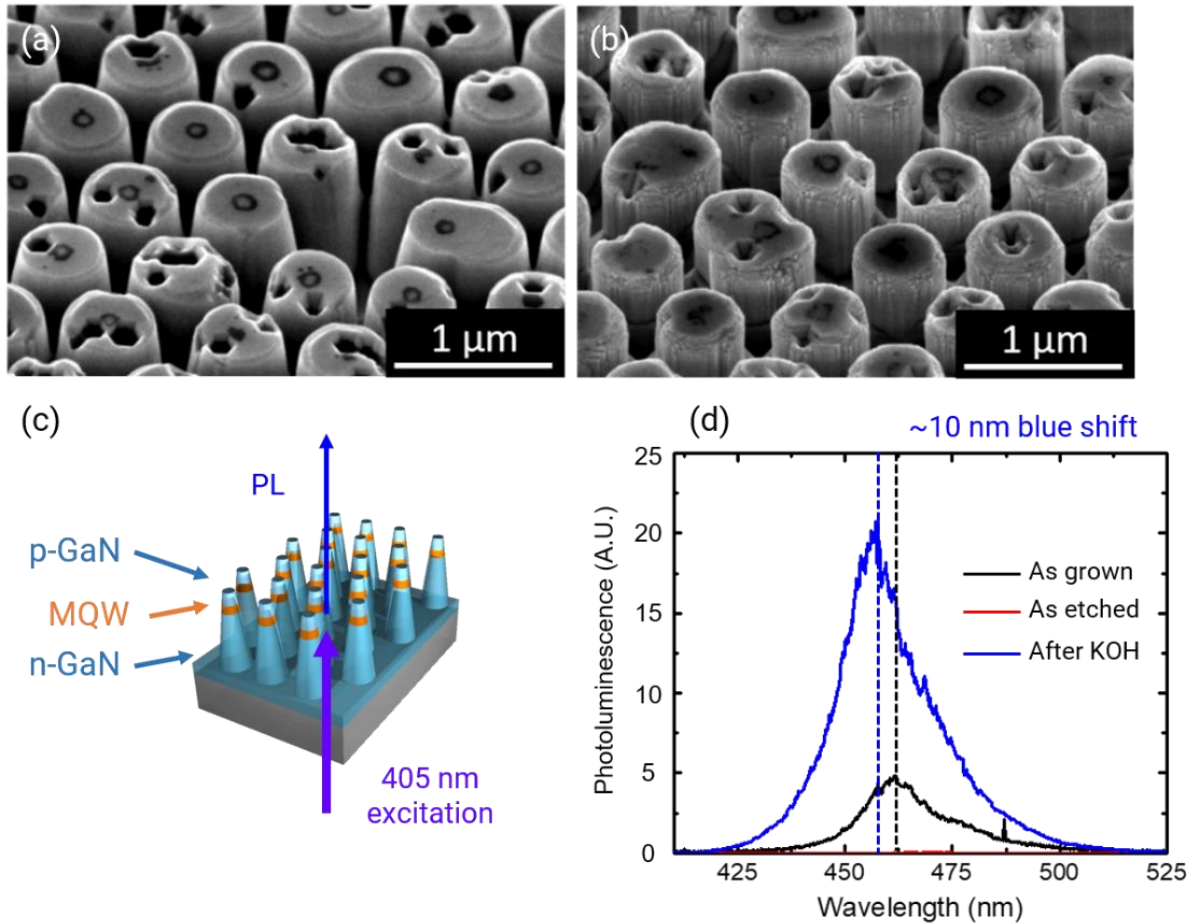 (a)
1 µm
(b)
1 µm
(c)
PL
p-GaN
MQW
n-GaN
405 nm
excitation
(d)
~10 nm blue shift
Photoluminescence (A.U.)
25
20
15
10
5
0
As grown
As etched
After KOH
425
450
475
500
525
Wavelength (nm)